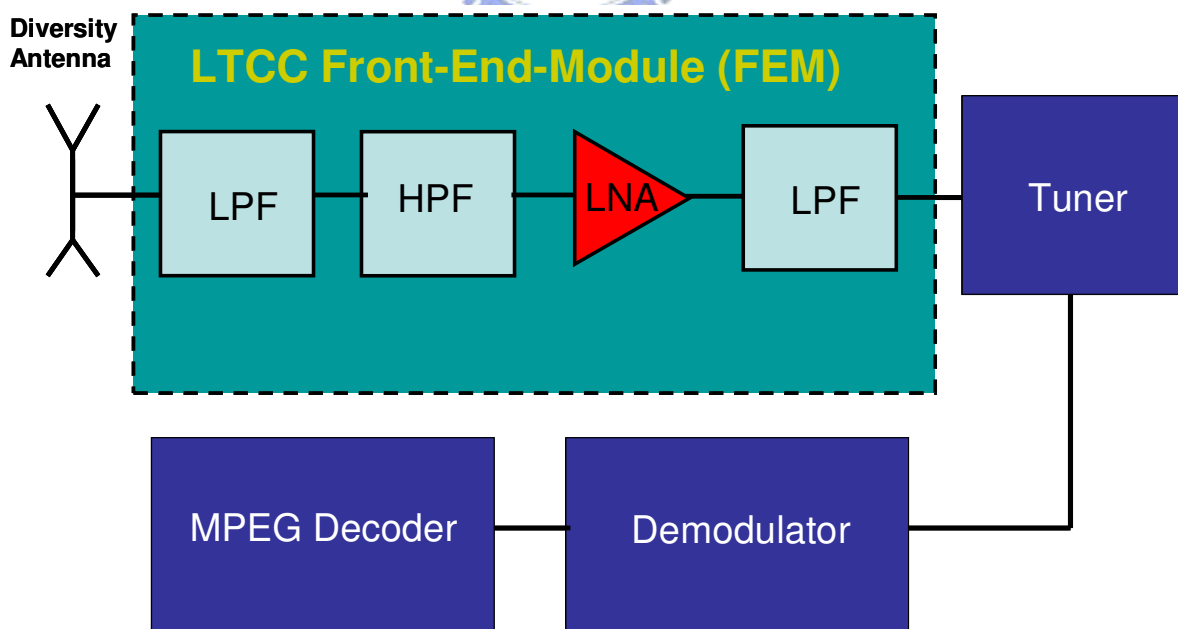 Diversity
Antenna
LTCC Front-End-Module (FEM)
LPF
HPF
LNA
LPF
Tuner
MPEG Decoder
Demodulator